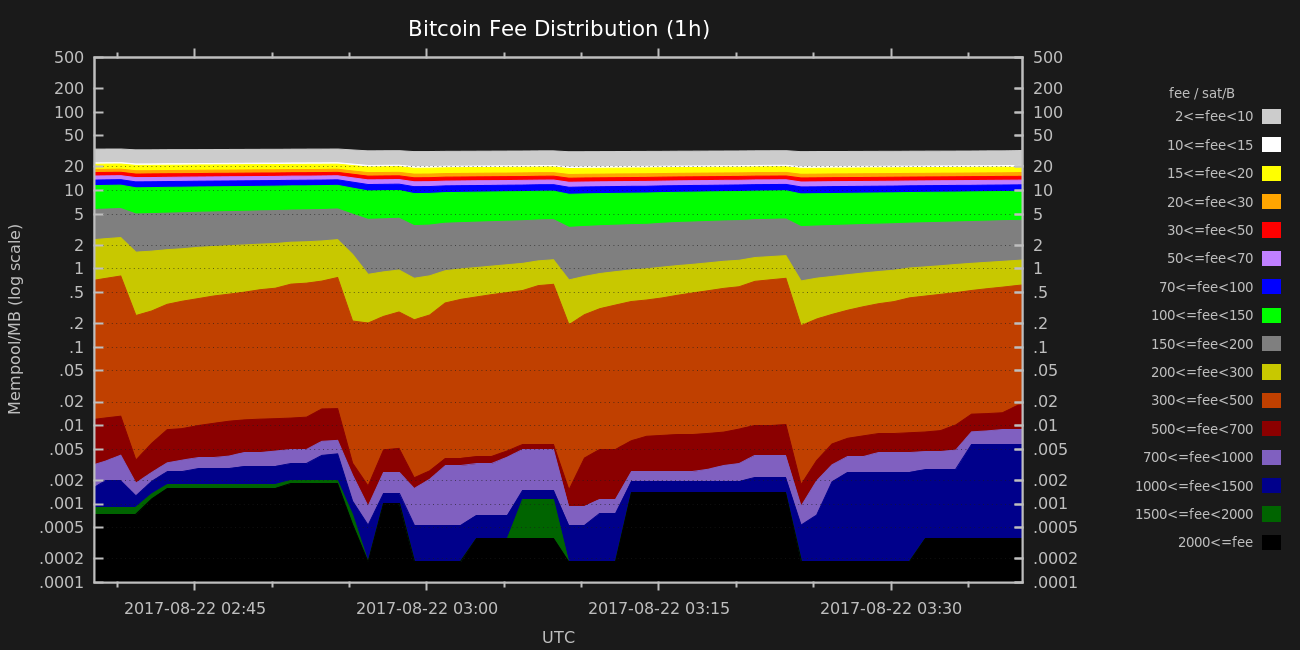 Bitcoin Fee Distribution (1h)
Mempool/MB (log scale)
500
200
100
50
20
10
5
2
1
.5
.2
.1
.05
.02
.01
.005
.002
.001
.0005
.0002
.0001
500
200
100
50
20
10
5
2
1
.5
.2
.1
.05
.02
.01
.005
.002
.001
.0005
.0002
.0001
fee / sat/B
2<=fee<10
10<=fee<15
15<=fee<20
20<=fee<30
30<=fee<50
50<=fee<70
70<=fee<100
100<=fee<150
150<=fee<200
200<=fee<300
300<=fee<500
500<=fee<700
700<=fee<1000
1000<=fee<1500
1500<=fee<2000
2000<=fee
2017-08-22 02:45 2017-08-22 03:00 2017-08-22 03:15 2017-08-22 03:30
UTC